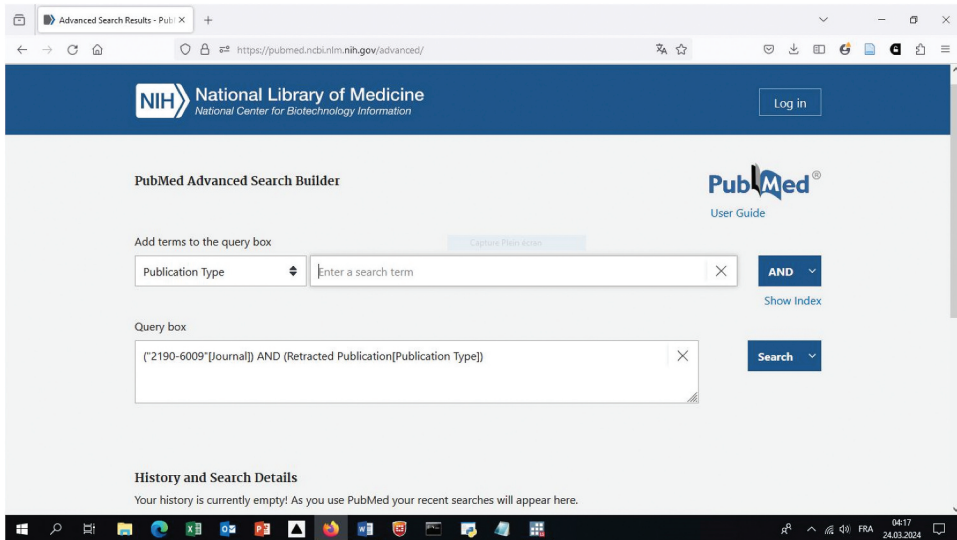 Advanced Search Results - Pub
https://pubmed.ncbi.nlm.nih.gov/advanced/
NIH
National Library of Medicine
National Center for Biotechnology Information
Log in
PubMed Advanced Search Builder
PubMed®
User Guide
Add terms to the query box
Capture Plein écran
Publication Type
Enter a search term
AND
Show Index
Query box
("2190-6009"[Journal]) AND (Retracted Publication[Publication Type])
Search
History and Search Details
Your history is currently empty! As you use PubMed your recent searches will appear here.
FRA
04:17
24.03.2024